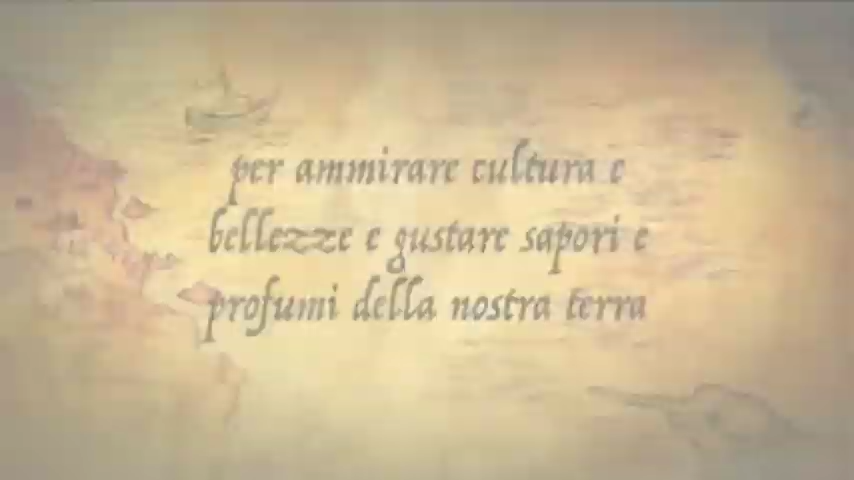 per ammirare cultura e
bellezze e gustare sapori e
profumi della nostra terra